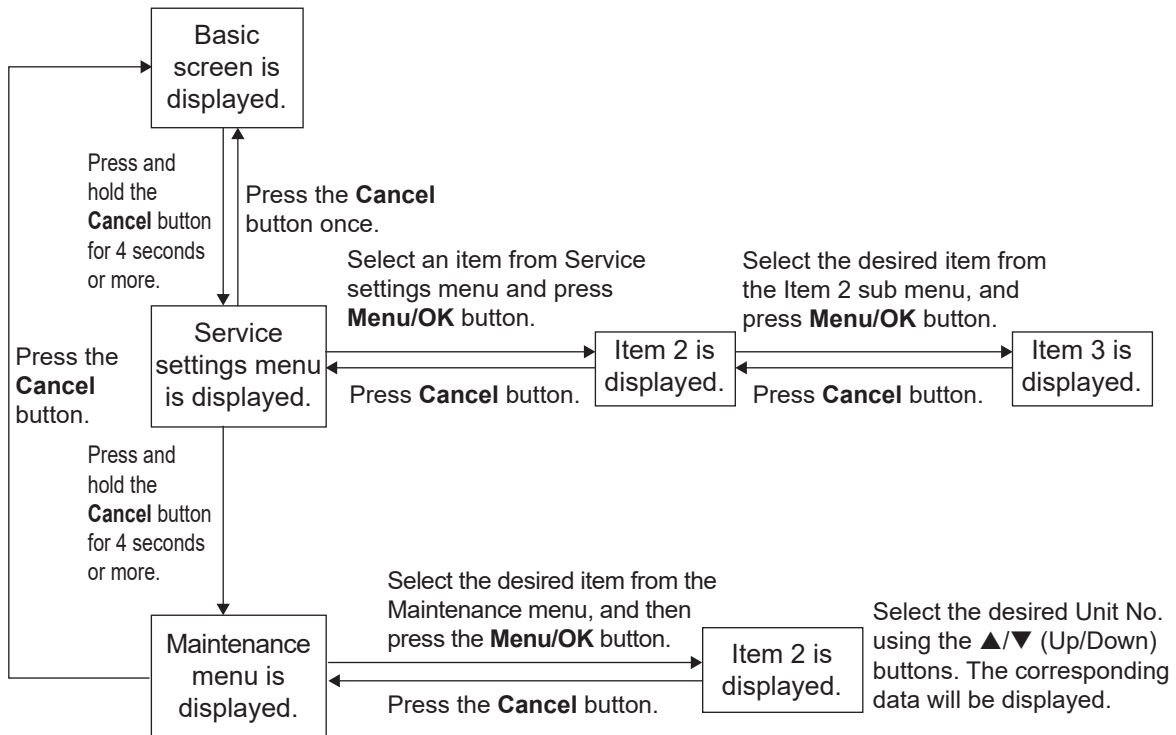 Basic
screen is
displayed.
Press and
hold the
Cancel button
for 4 seconds
or more.
Press the Cancel
button once.
Select an item from Service
settings menu and press
Menu/OK button.
Select the desired item from
the Item 2 sub menu, and
press Menu/OK button.
Press the
Cancel
button.
Service
settings menu
is displayed.
Item 2 is
displayed.
Item 3 is
displayed.
Press Cancel button.
Press Cancel button.
Press and
hold the
Cancel button
for 4 seconds
or more.
Select the desired item from the
Maintenance menu, and then
press the Menu/OK button.
Maintenance
menu is
displayed.
Press the Cancel button.
Item 2 is
displayed.
Select the desired Unit No.
using the ▲/▼ (Up/Down)
buttons. The corresponding
data will be displayed.